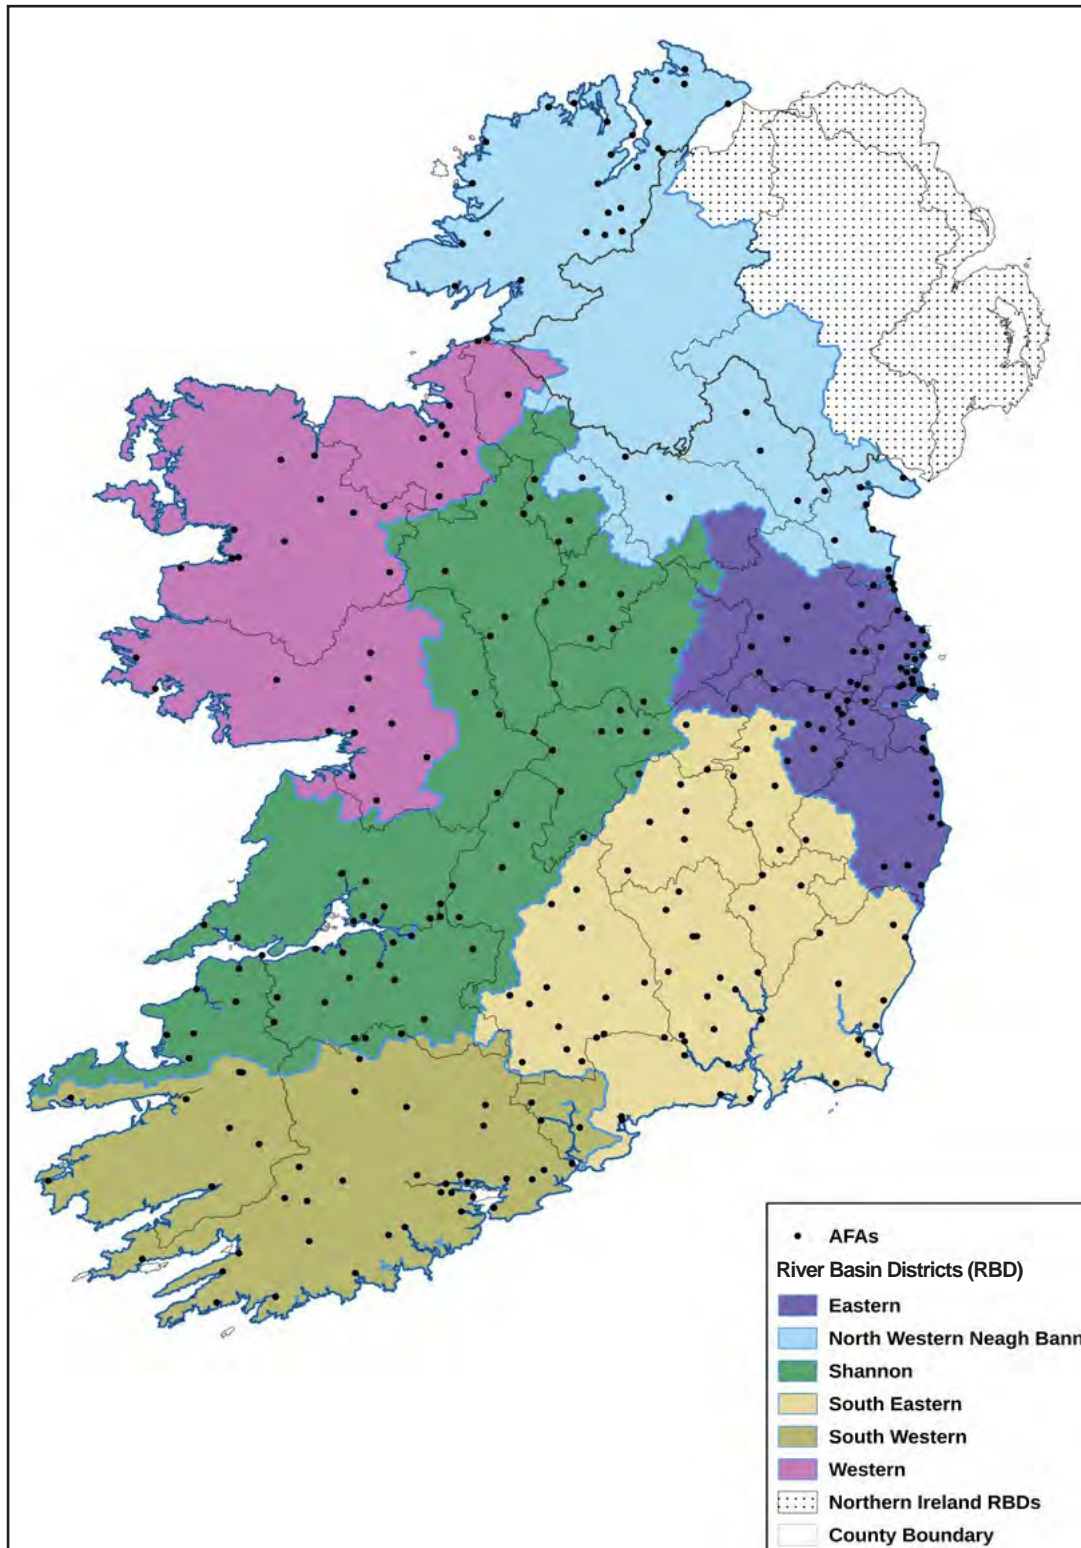 AFAs
River Basin Districts (RBD)
Eastern
North Western Neagh Bann
Shannon
South Eastern
South Western
Western
Northern Ireland RBDs
County Boundary